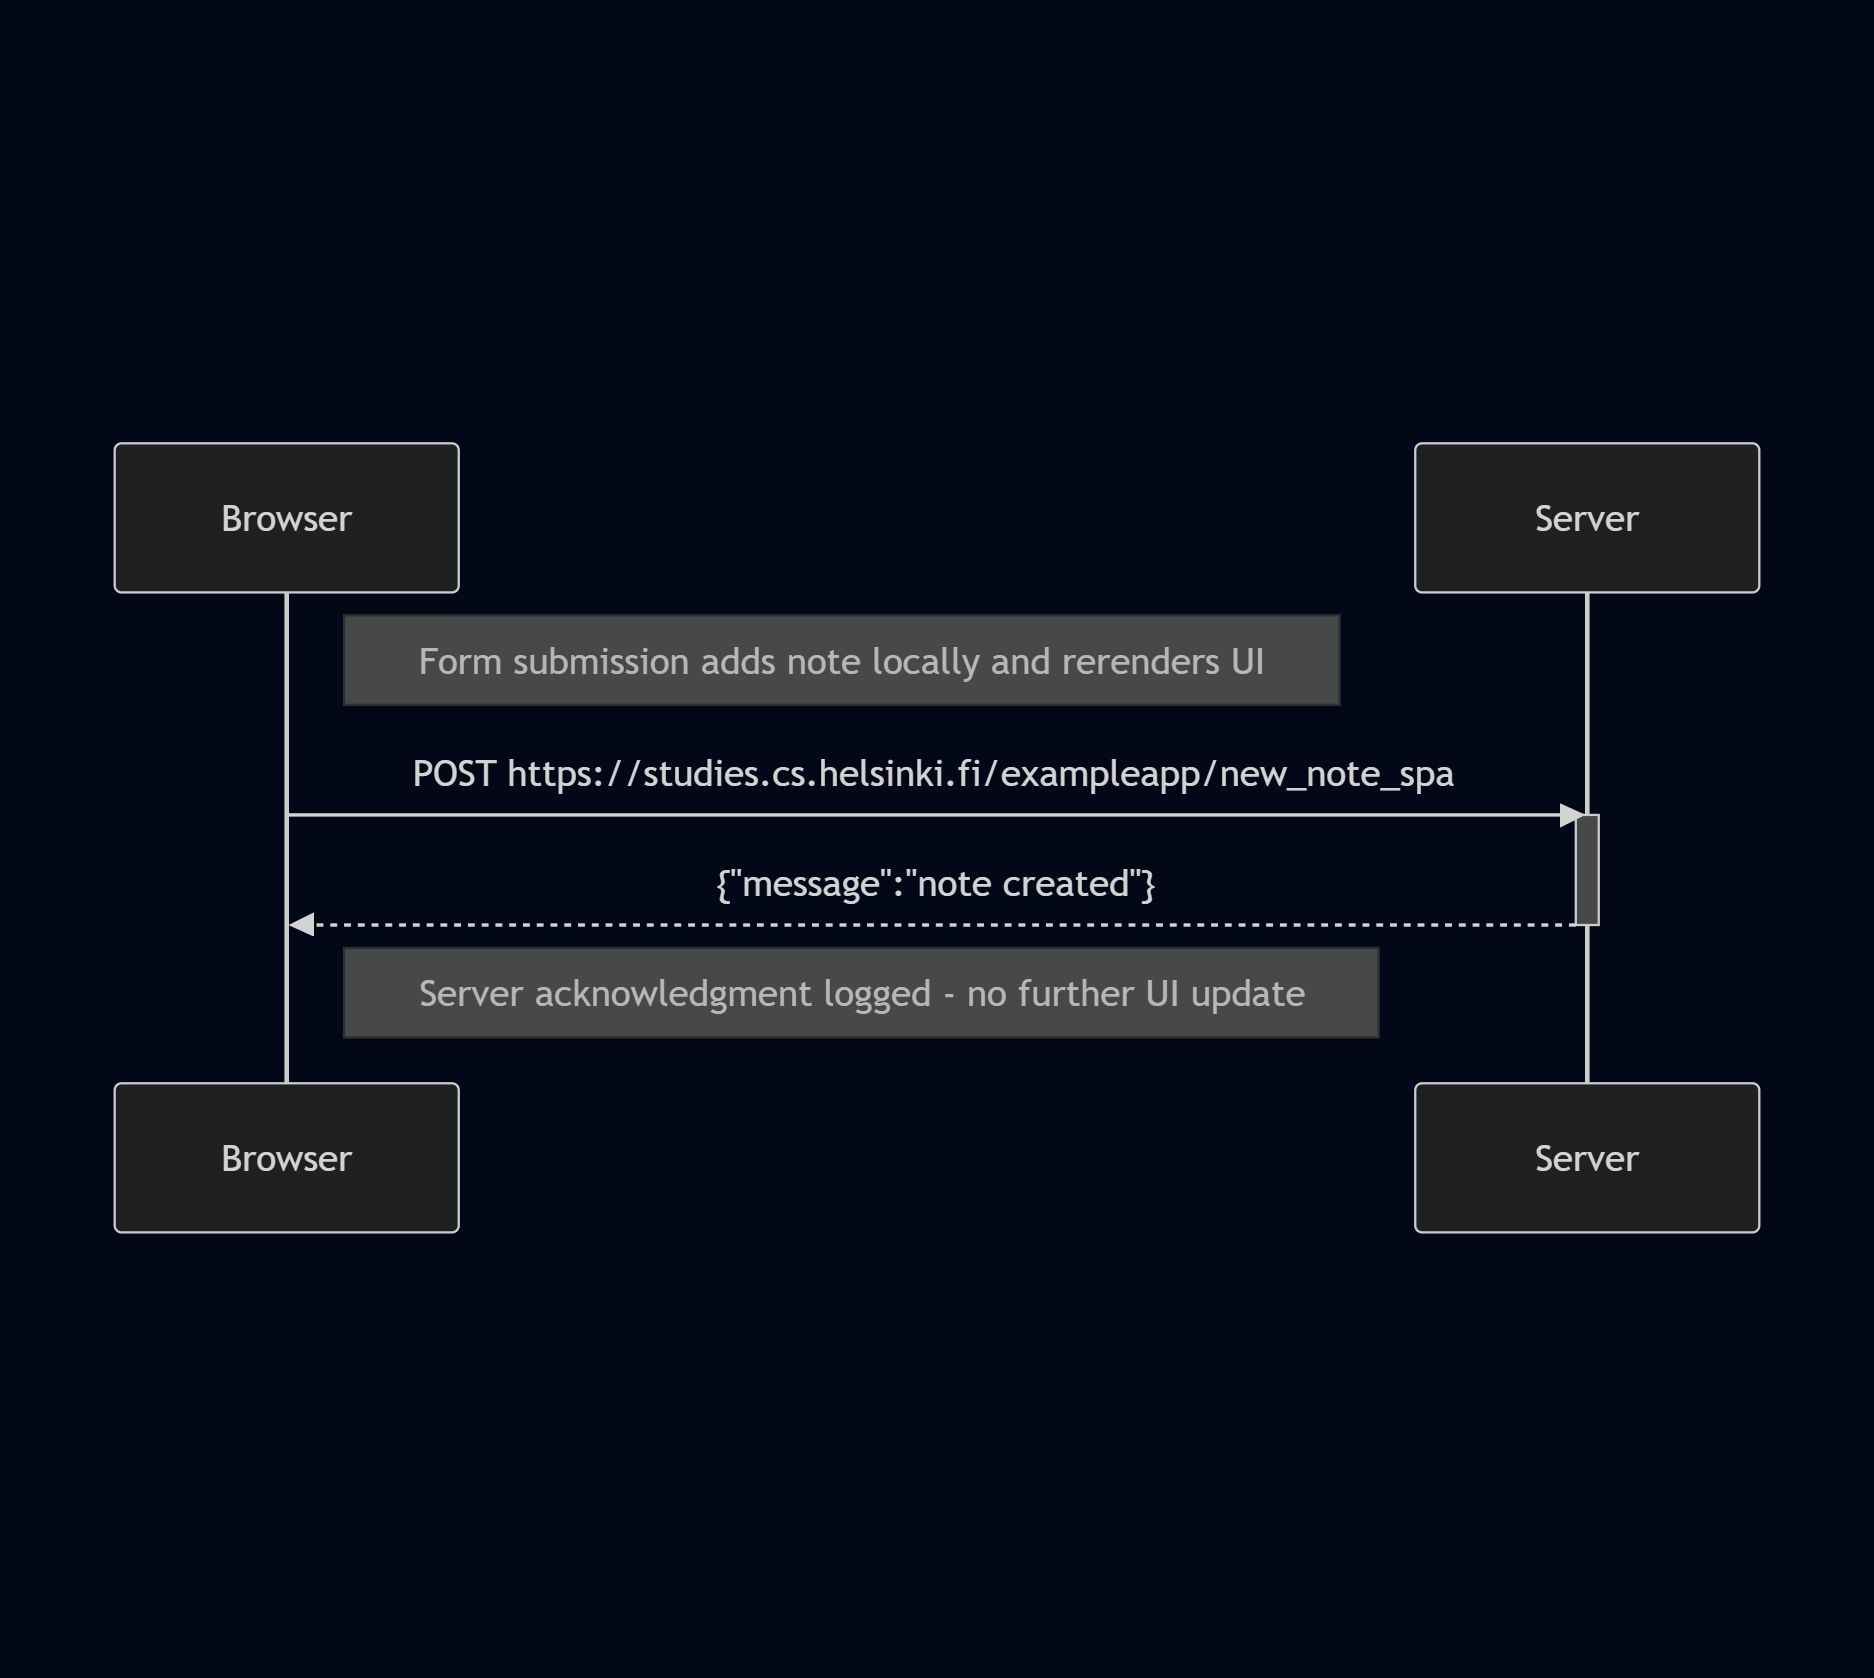 Browser
Server
Form submission adds note locally and rerenders UI
POST https://studies.cs.helsinki.fi/exampleapp/new_note_spa
{"message":"note created"}
Server acknowledgment logged - no further UI update
Browser
Server